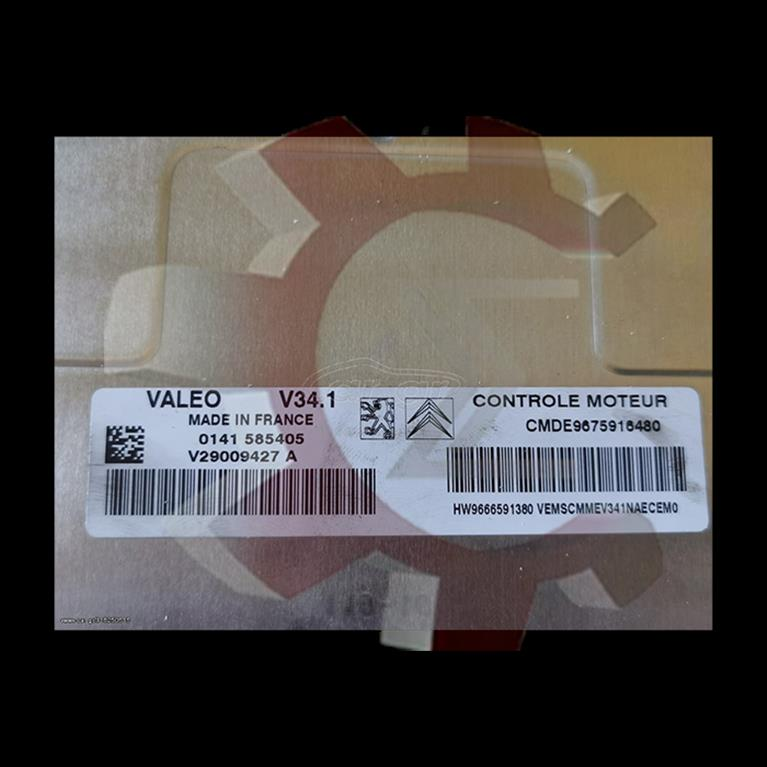 VALEO V34.1
MADE IN FRANCE
0141 585405
V29009427 A
CONTROLE MOTEUR
CMDE9675916480
HW9666591380 VEMSCMMEV341NAECEM0